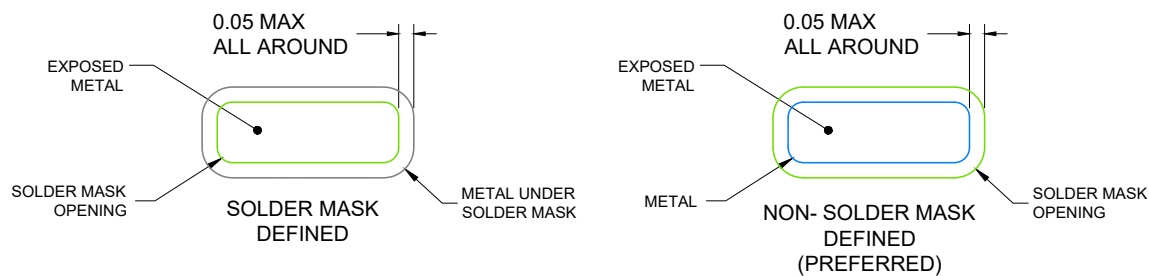 0.05 MAX
ALL AROUND
EXPOSED
METAL
SOLDER MASK
OPENING
METAL UNDER
SOLDER MASK
SOLDER MASK
DEFINED
0.05 MAX
ALL AROUND
EXPOSED
METAL
METAL
SOLDER MASK
OPENING
NON- SOLDER MASK
DEFINED
(PREFERRED)